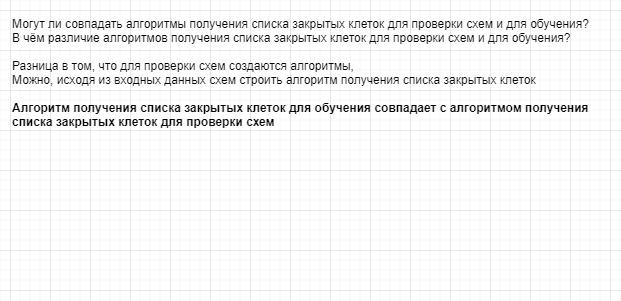 Могут ли совпадать алгоритмы получения списка закрытых клеток для проверки схем и для обучения?
В чём различие алгоритмов получения списка закрытых клеток для проверки схем и для обучения?
Разница в том, что для проверки схем создаются алгоритмы,
Можно, исходя из входных данных схем строить алгоритм получения списка закрытых клеток
Алгоритм получения списка закрытых клеток для обучения совпадает с алгоритмом получения
списка закрытых клеток для проверки схем